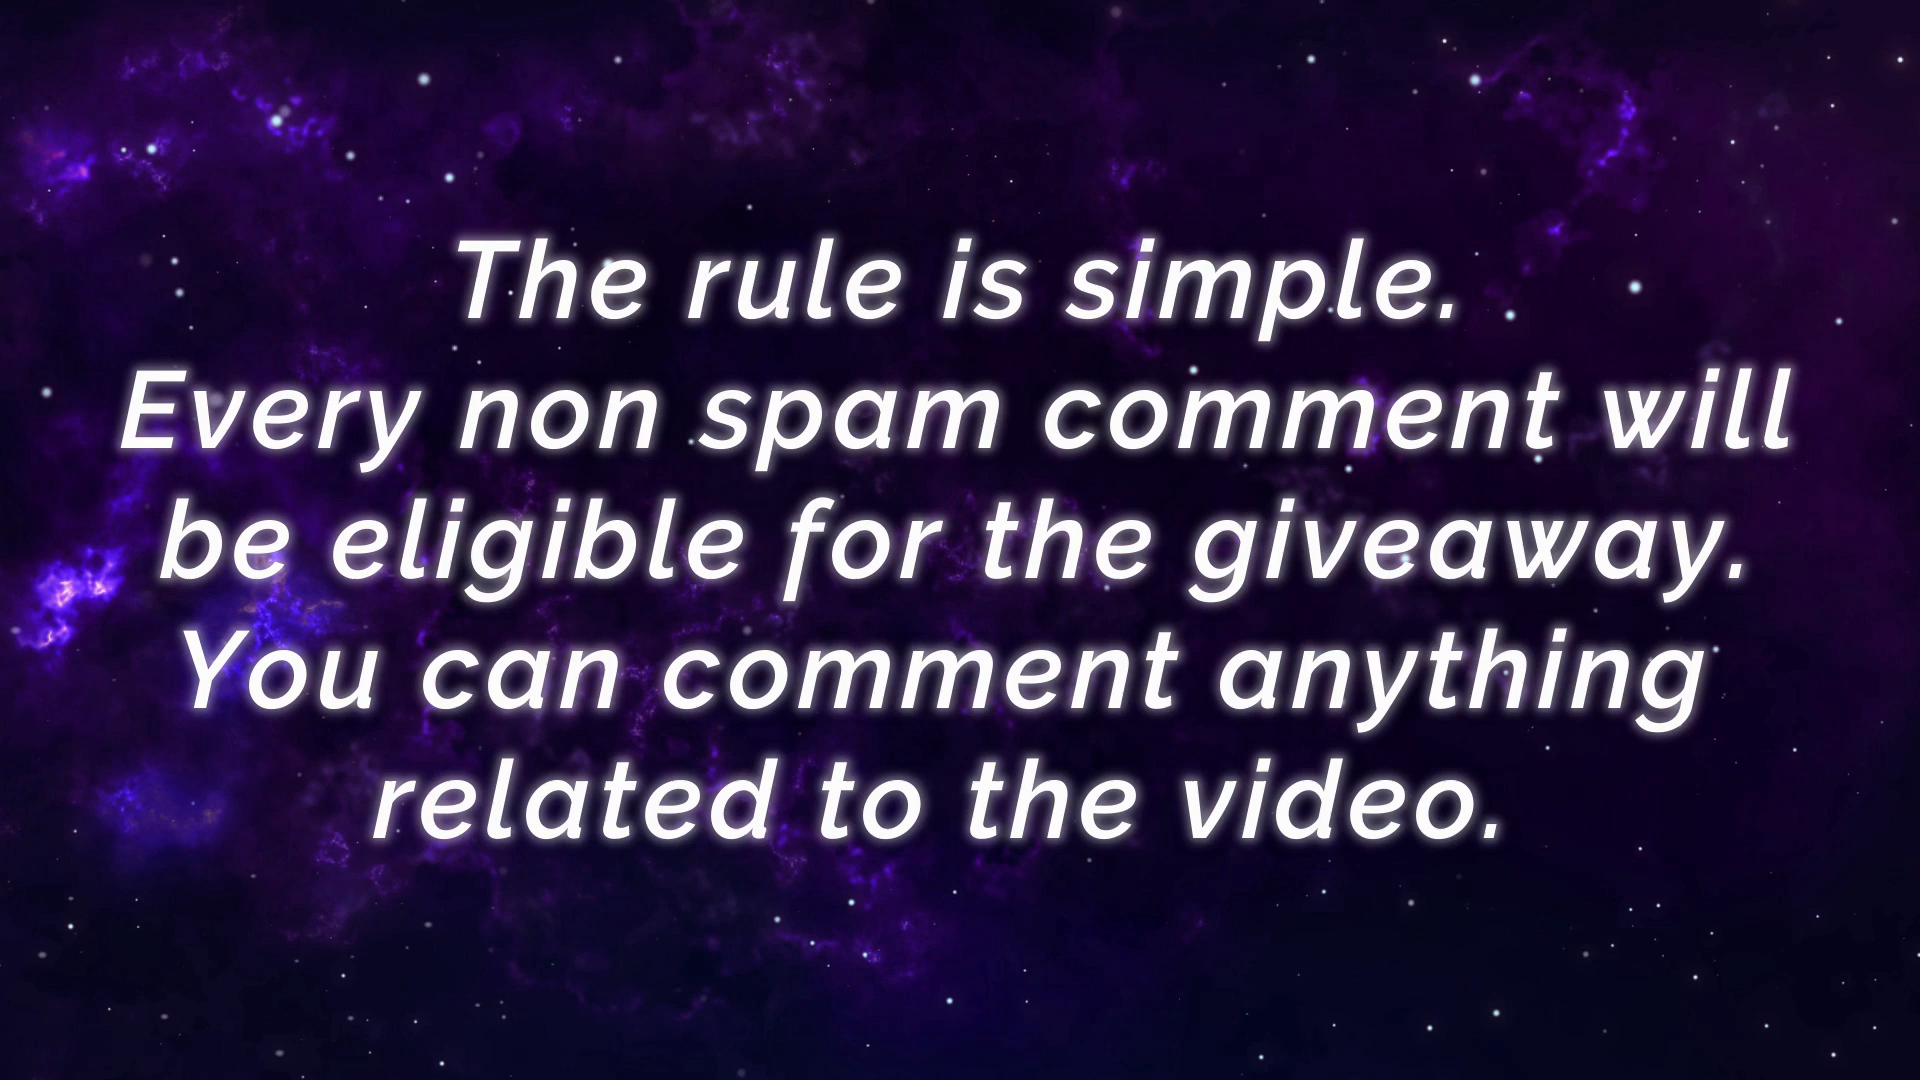 The rule is simple.
Every non spam comment will
be eligible for the giveaway.
You can comment anything
related to the video.